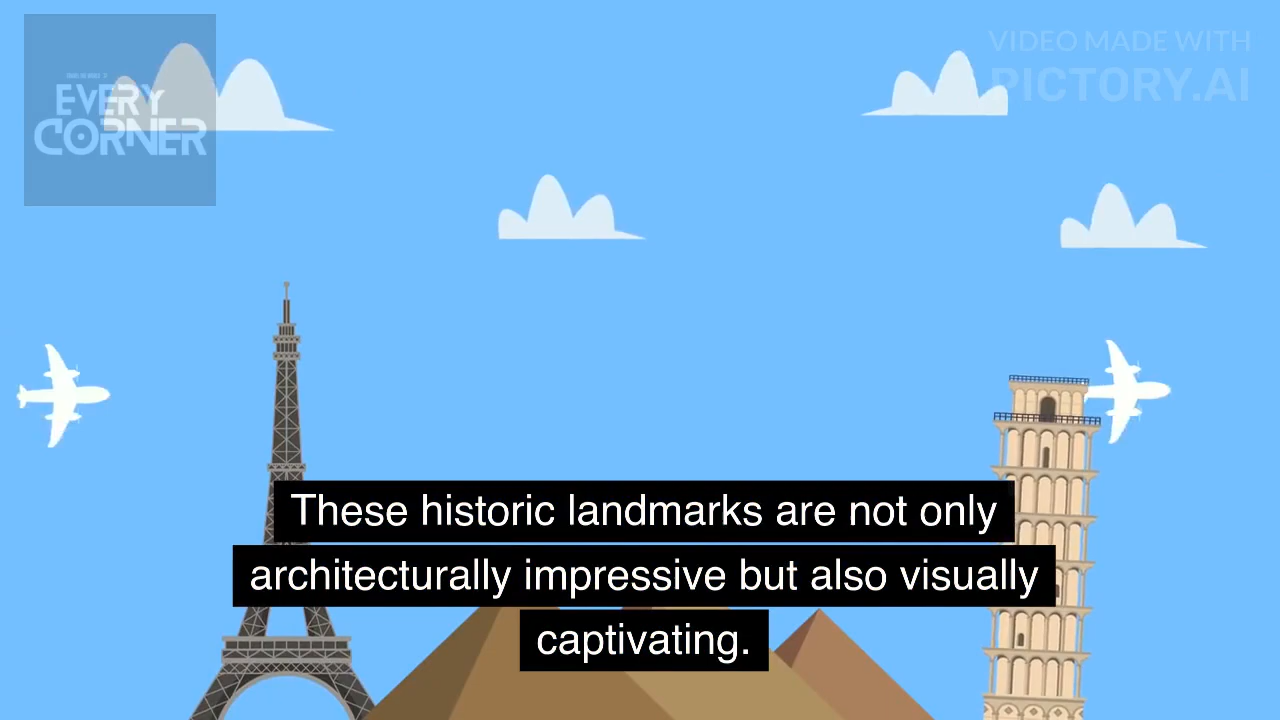 EVERY
CORNER
VIDEO MADE WITH
PICTORY.AI
These historic landmarks are not only
architecturally impressive but also visually
captivating.